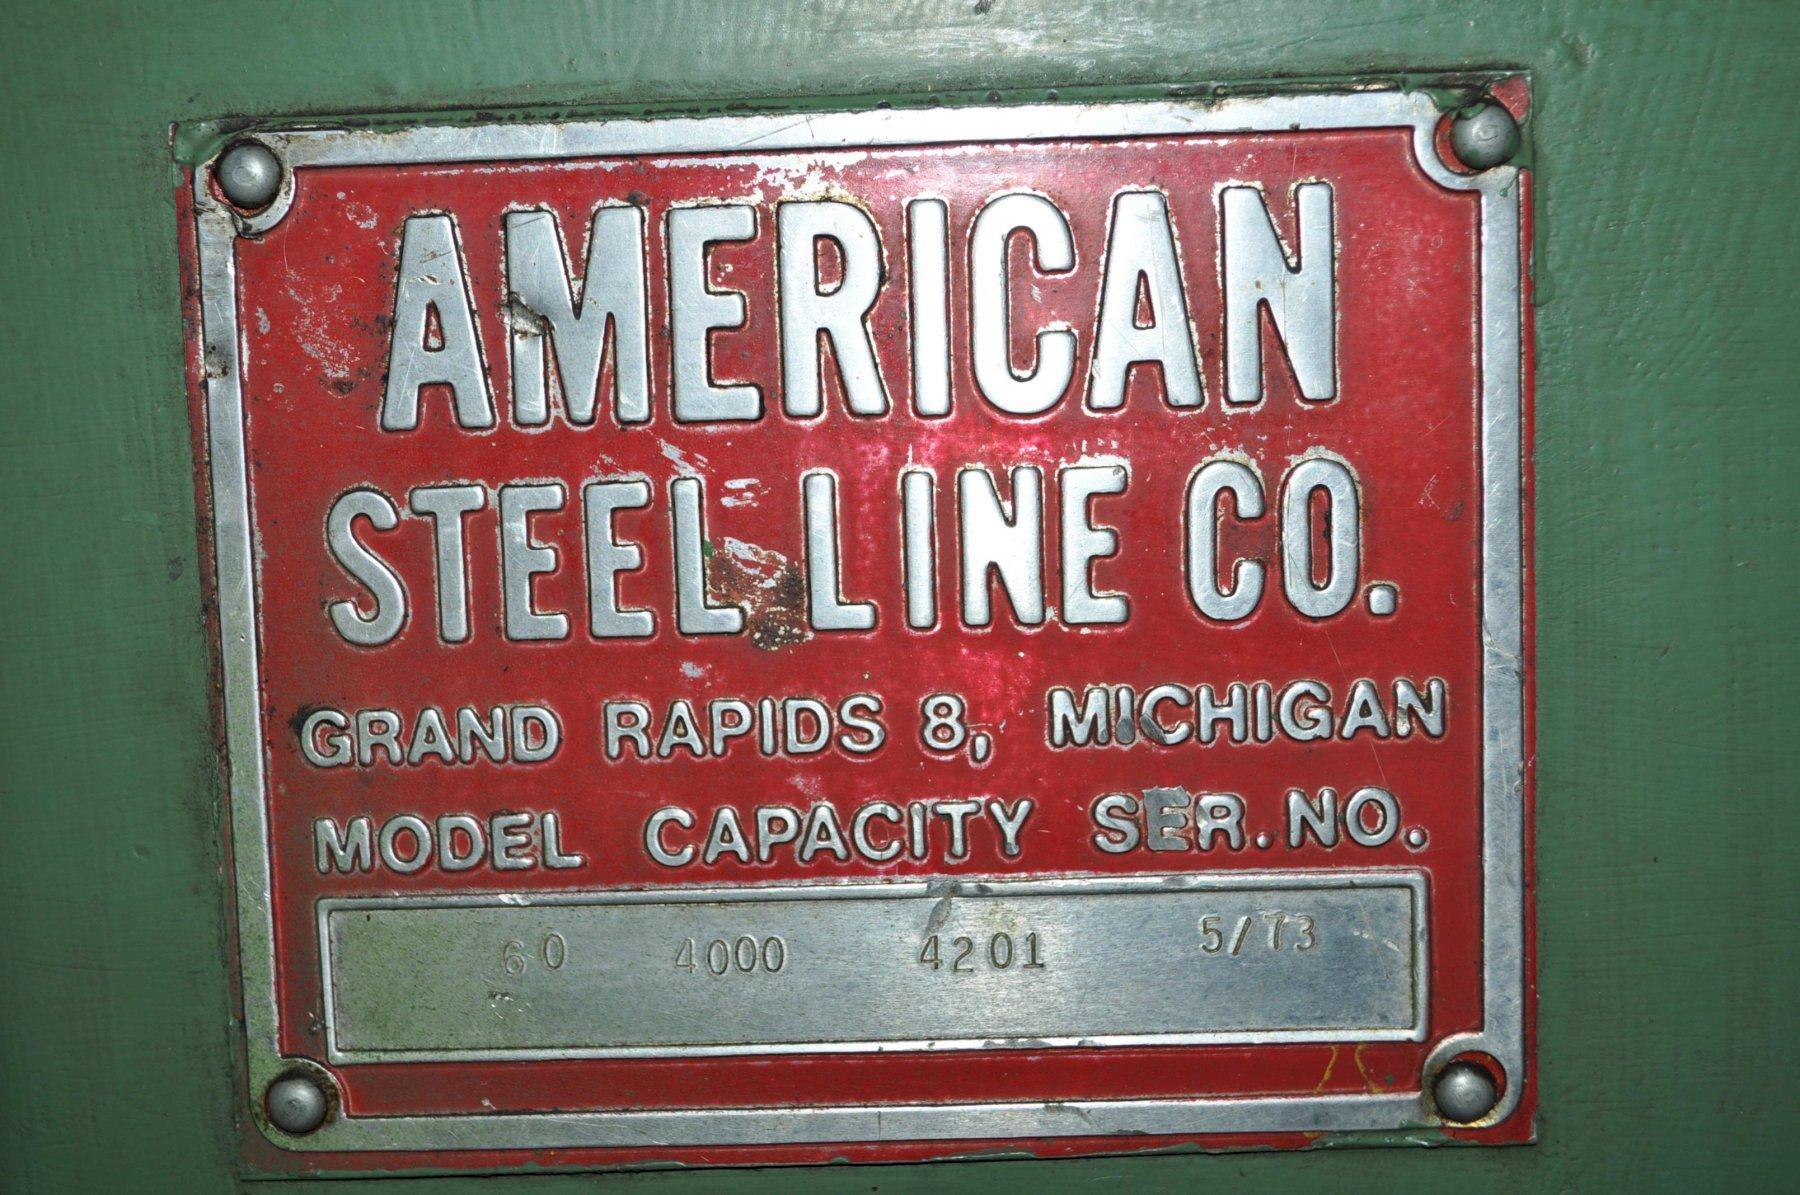 AMERICAN
STEEL LINE CO.
GRAND RAPIDS 8, MICHIGAN
MODEL CAPACITY SER. NO.
60 4000 4201 5/73